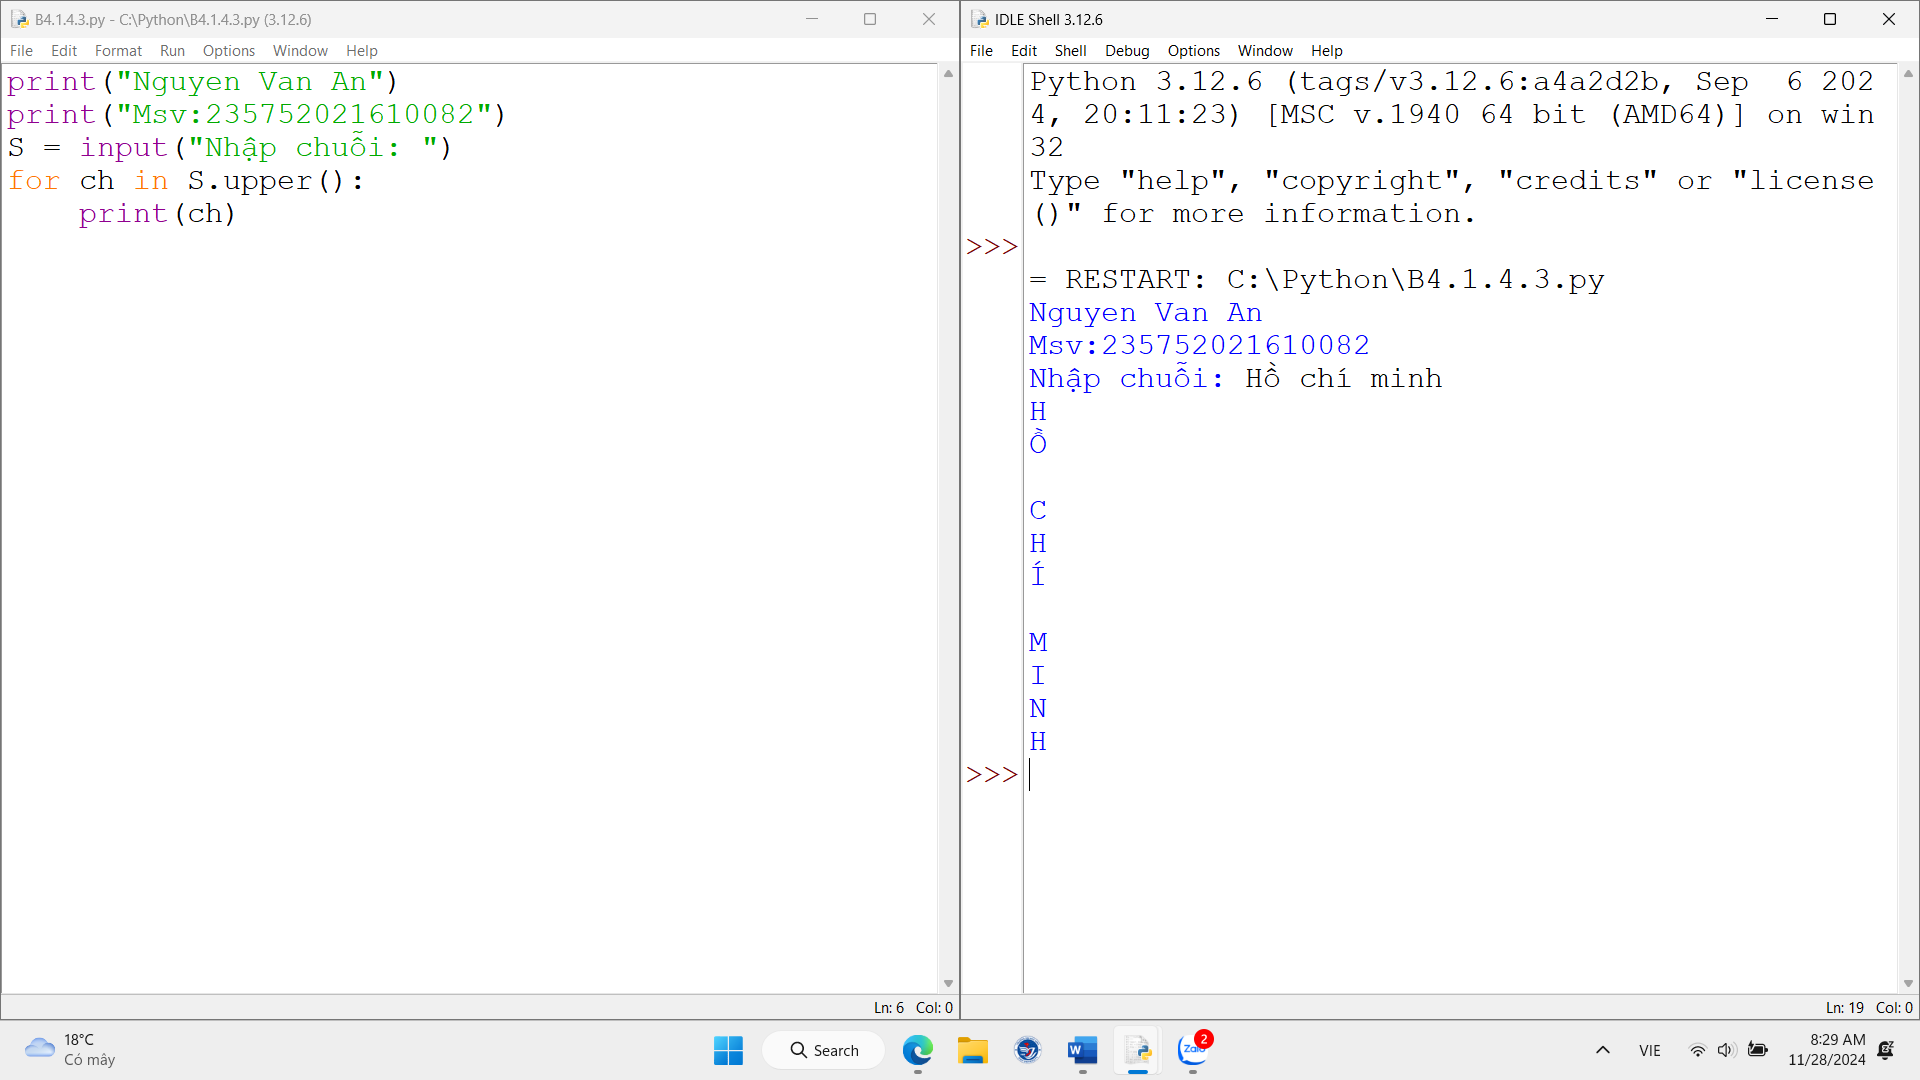 B4.1.4.3.py - C:\Python\B4.1.4.3.py (3.12.6)
File Edit Format Run Options Window Help
print("Nguyen Van An")
print("Msv:235752021610082")
S = input("Nhập chuỗi: ")
for ch in S.upper():
    print(ch)
Ln: 6 Col: 0
IDLE Shell 3.12.6
File Edit Shell Debug Options Window Help
Python 3.12.6 (tags/v3.12.6:a4a2d2b, Sep  6 202
4, 20:11:23) [MSC v.1940 64 bit (AMD64)] on win
32
Type "help", "copyright", "credits" or "license
()" for more information.
>>>
= RESTART: C:\Python\B4.1.4.3.py
Nguyen Van An
Msv:235752021610082
Nhập chuỗi: Hồ chí minh
H
Ồ
C
H
Í
M
I
N
H
>>>
Ln: 19 Col: 0
18°C
Có mây
Search
W
Zalo
2
VIE
8:29 AM
11/28/2024